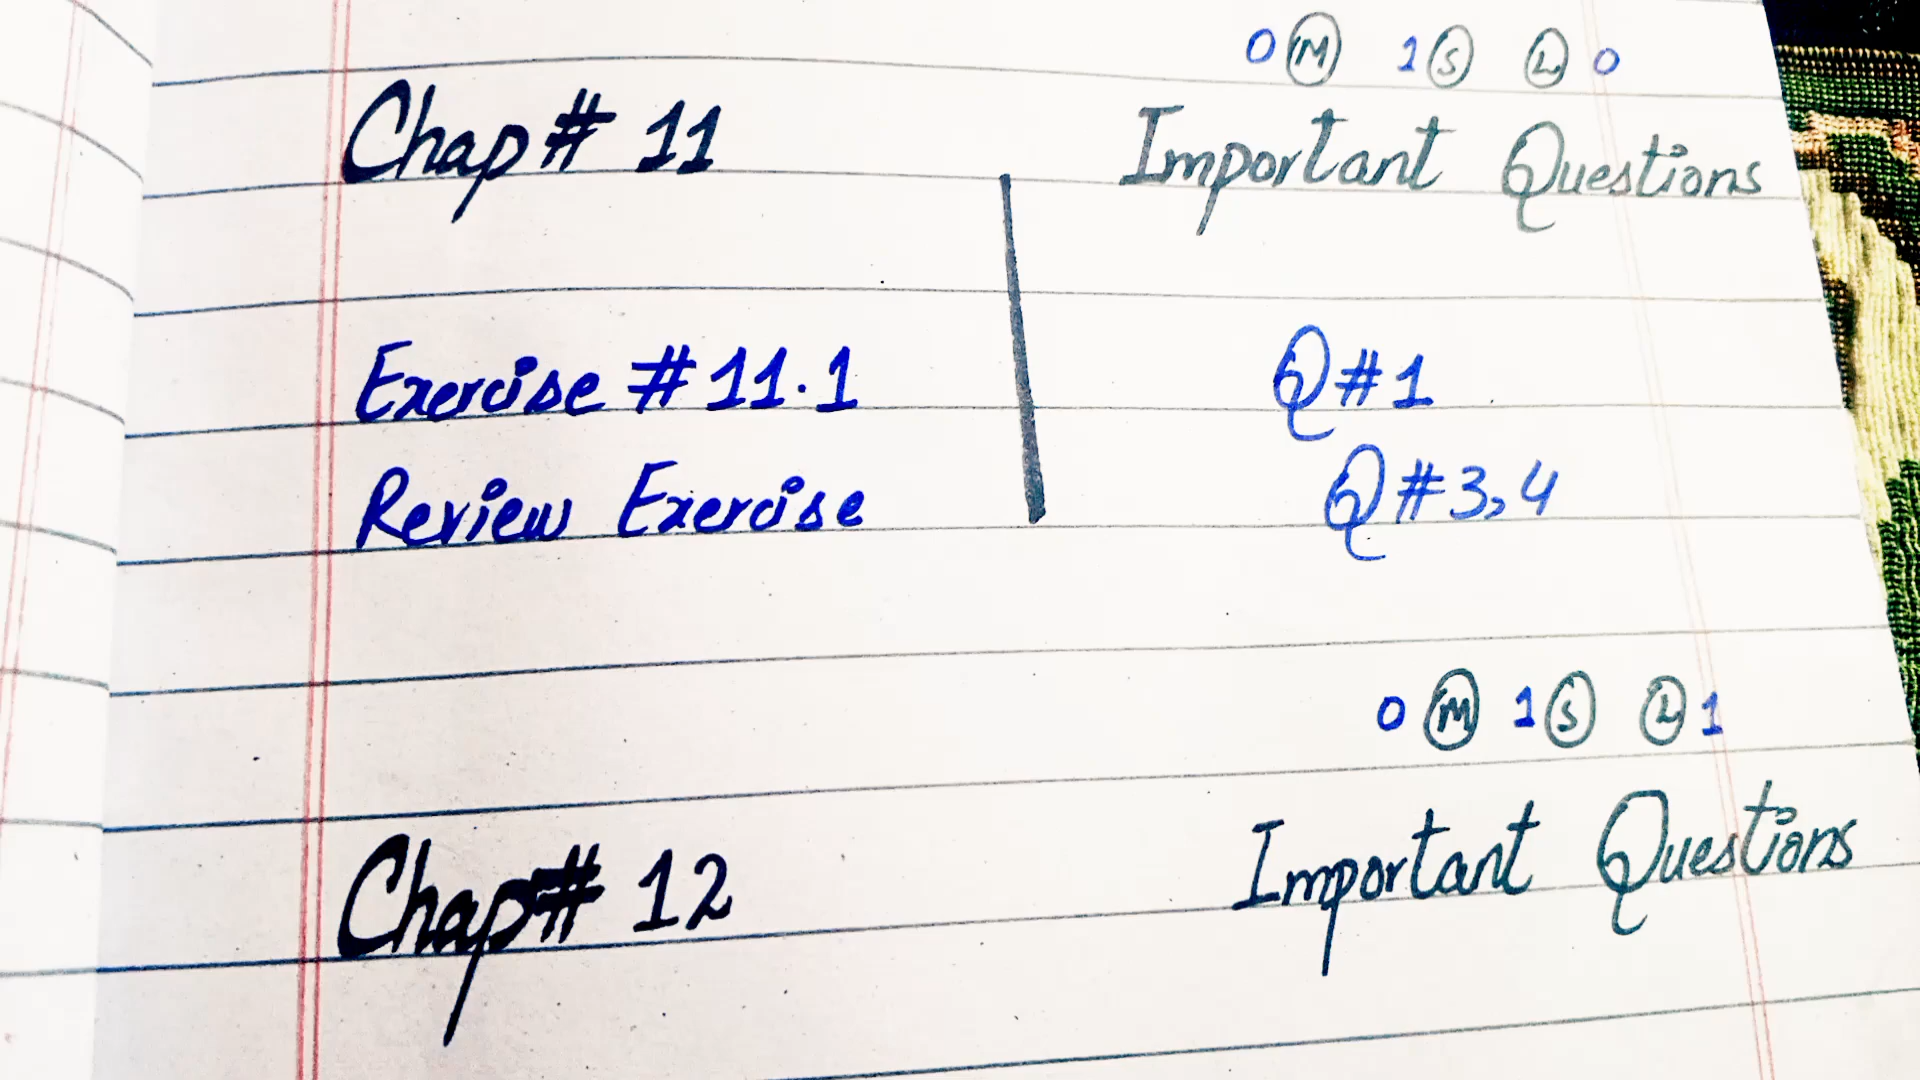 0 M 1 S L 0
Chap # 11 Important Questions
Exercise # 11.1 Q#1
Review Exercise Q#3,4
0 M 1 S L 1
Chap# 12 Important Questions